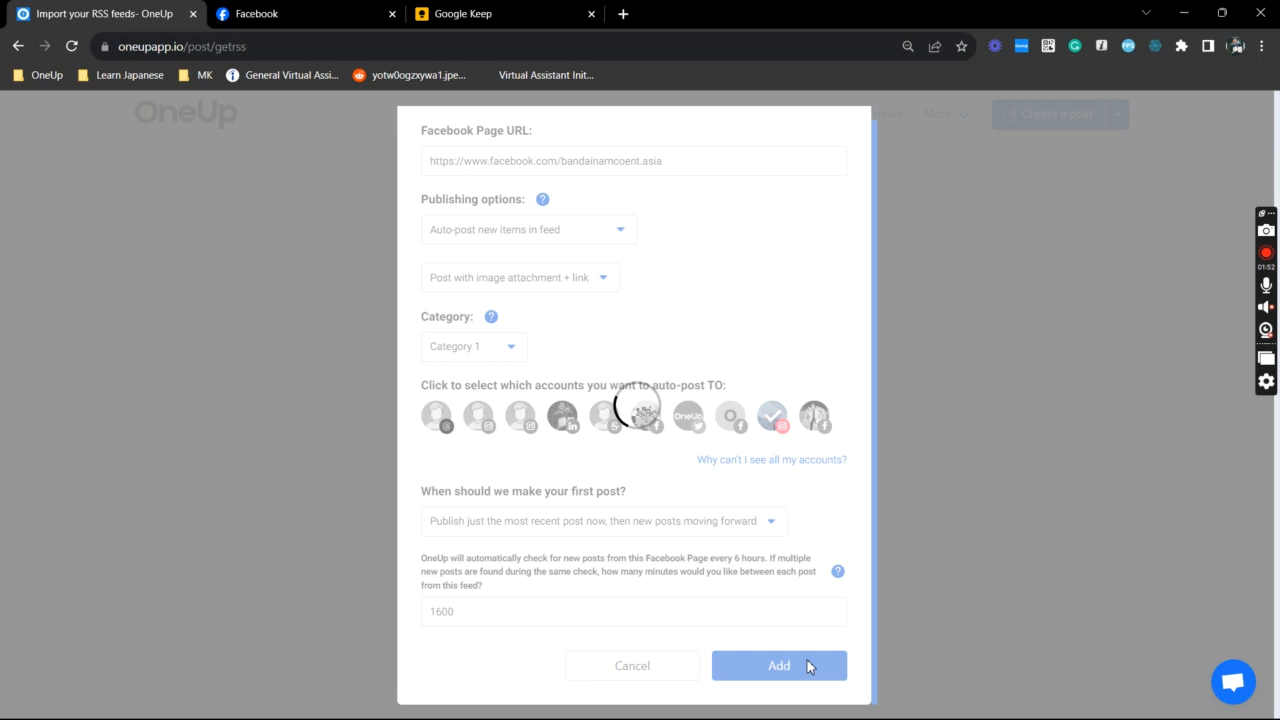 Import your RSS feeds- OneUp
Facebook
Google Keep
oneupapp.io/post/getrss
OneUp
Learn Japanese
MK
General Virtual Assi...
yotw0ogzxywa1.jpe...
Virtual Assistant Init...
OneUp
More
Create a post
Facebook Page URL:
https://www.facebook.com/bandainamcoent.asia
Publishing options: ?
Auto-post new items in feed
Post with image attachment + link
Category: ?
Category 1
Click to select which accounts you want to auto-post TO:
OneUp
Why can't I see all my accounts?
When should we make your first post?
Publish just the most recent post now, then new posts moving forward
OneUp will automatically check for new posts from this Facebook Page every 6 hours. If multiple
new posts are found during the same check, how many minutes would you like between each post
from this feed?
?
1600
Cancel
Add
01:52